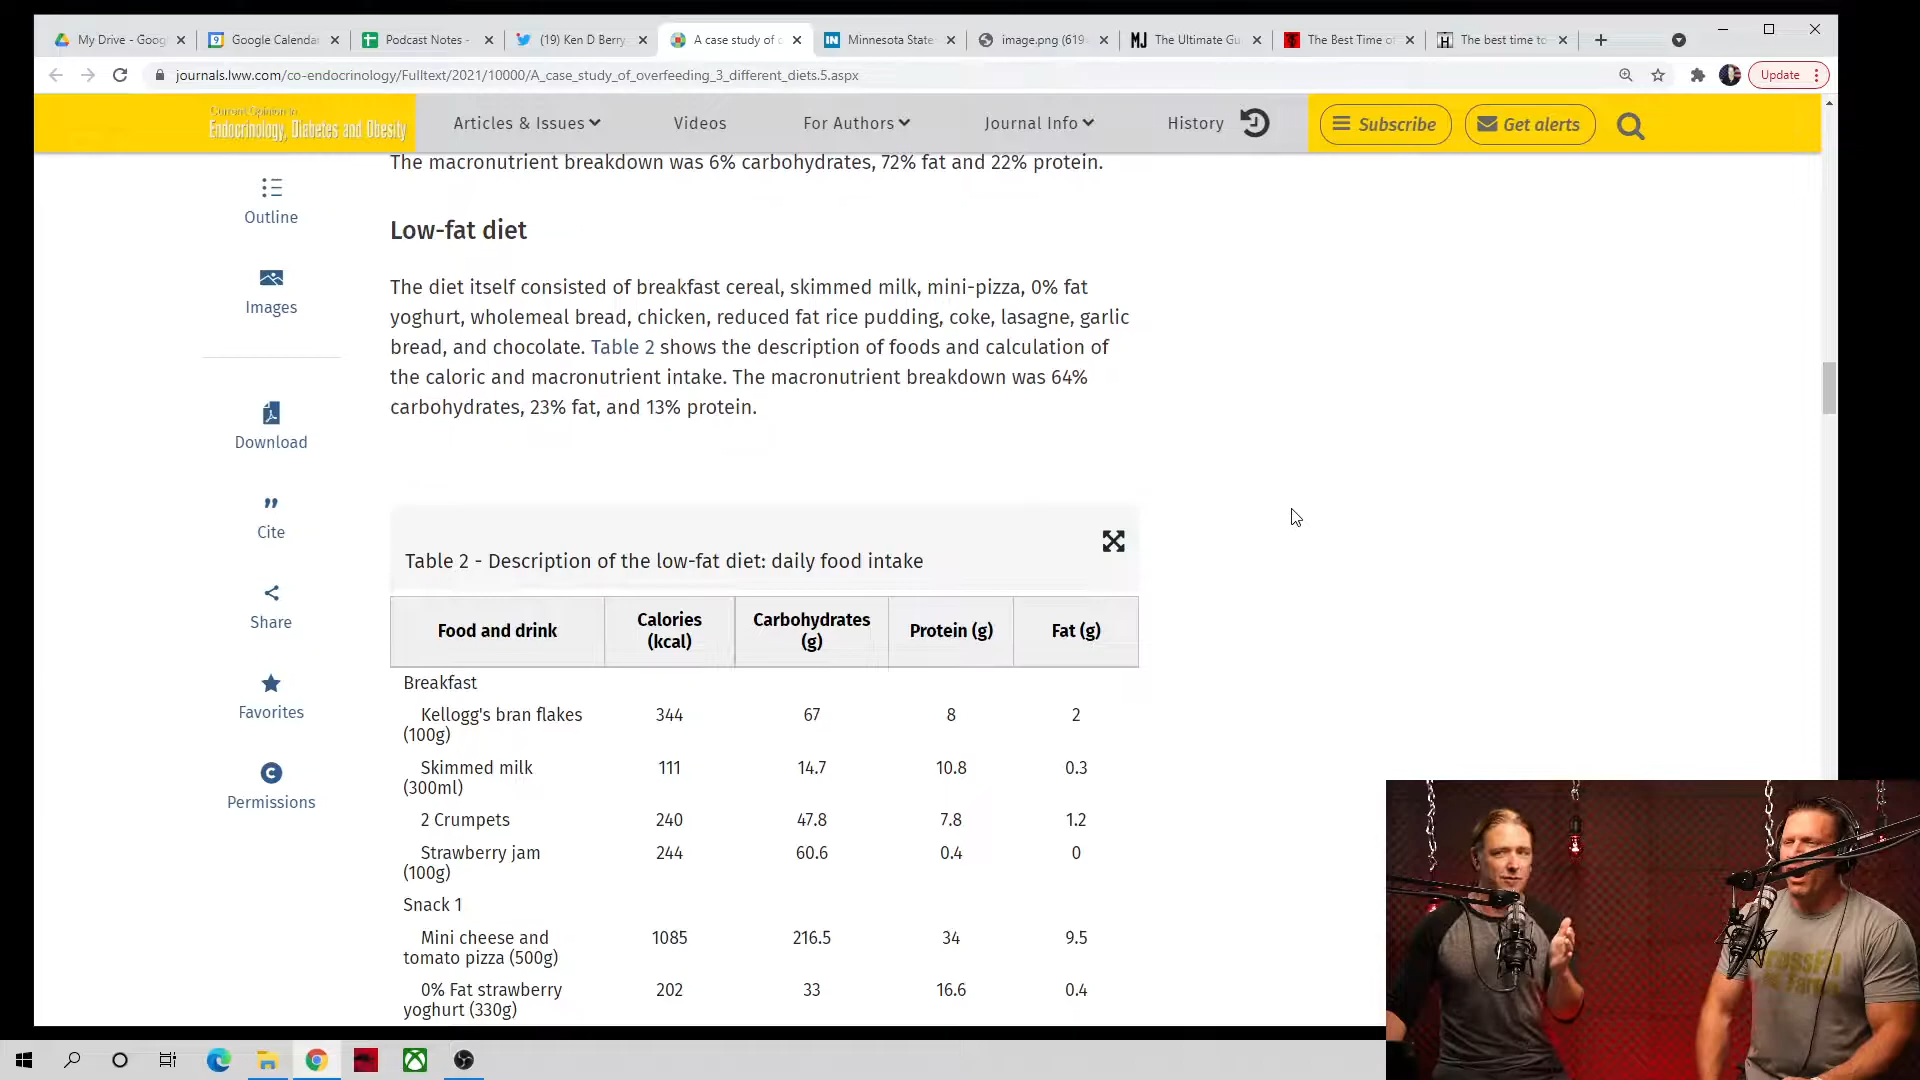 My Drive - Goog
Google Calenda
Podcast Notes -
(19) Ken D Berry
A case study of o
Minnesota State
image.png (619
The Ultimate Gu
The Best Time o
The best time to
journals.lww.com/co-endocrinology/Fulltext/2021/10000/A_case_study_of_overfeeding_3_different_diets.5.aspx
Update
Current Opinion in
Endocrinology, Diabetes and Obesity
Articles & Issues
Videos
For Authors
Journal Info
History
Subscribe
Get alerts
Outline
Images
Download
Cite
Share
Favorites
Permissions
The macronutrient breakdown was 6% carbohydrates, 72% fat and 22% protein.
Low-fat diet
The diet itself consisted of breakfast cereal, skimmed milk, mini-pizza, 0% fat
yoghurt, wholemeal bread, chicken, reduced fat rice pudding, coke, lasagne, garlic
bread, and chocolate. Table 2 shows the description of foods and calculation of
the caloric and macronutrient intake. The macronutrient breakdown was 64%
carbohydrates, 23% fat, and 13% protein.
Table 2 - Description of the low-fat diet: daily food intake
Food and drink Calories (kcal) Carbohydrates (g) Protein (g) Fat (g)
Breakfast
Kellogg's bran flakes 344 67 8 2
(100g)
Skimmed milk 111 14.7 10.8 0.3
(300ml)
2 Crumpets 240 47.8 7.8 1.2
Strawberry jam 244 60.6 0.4 0
(100g)
Snack 1
Mini cheese and 1085 216.5 34 9.5
tomato pizza (500g)
0% Fat strawberry 202 33 16.6 0.4
yoghurt (330g)